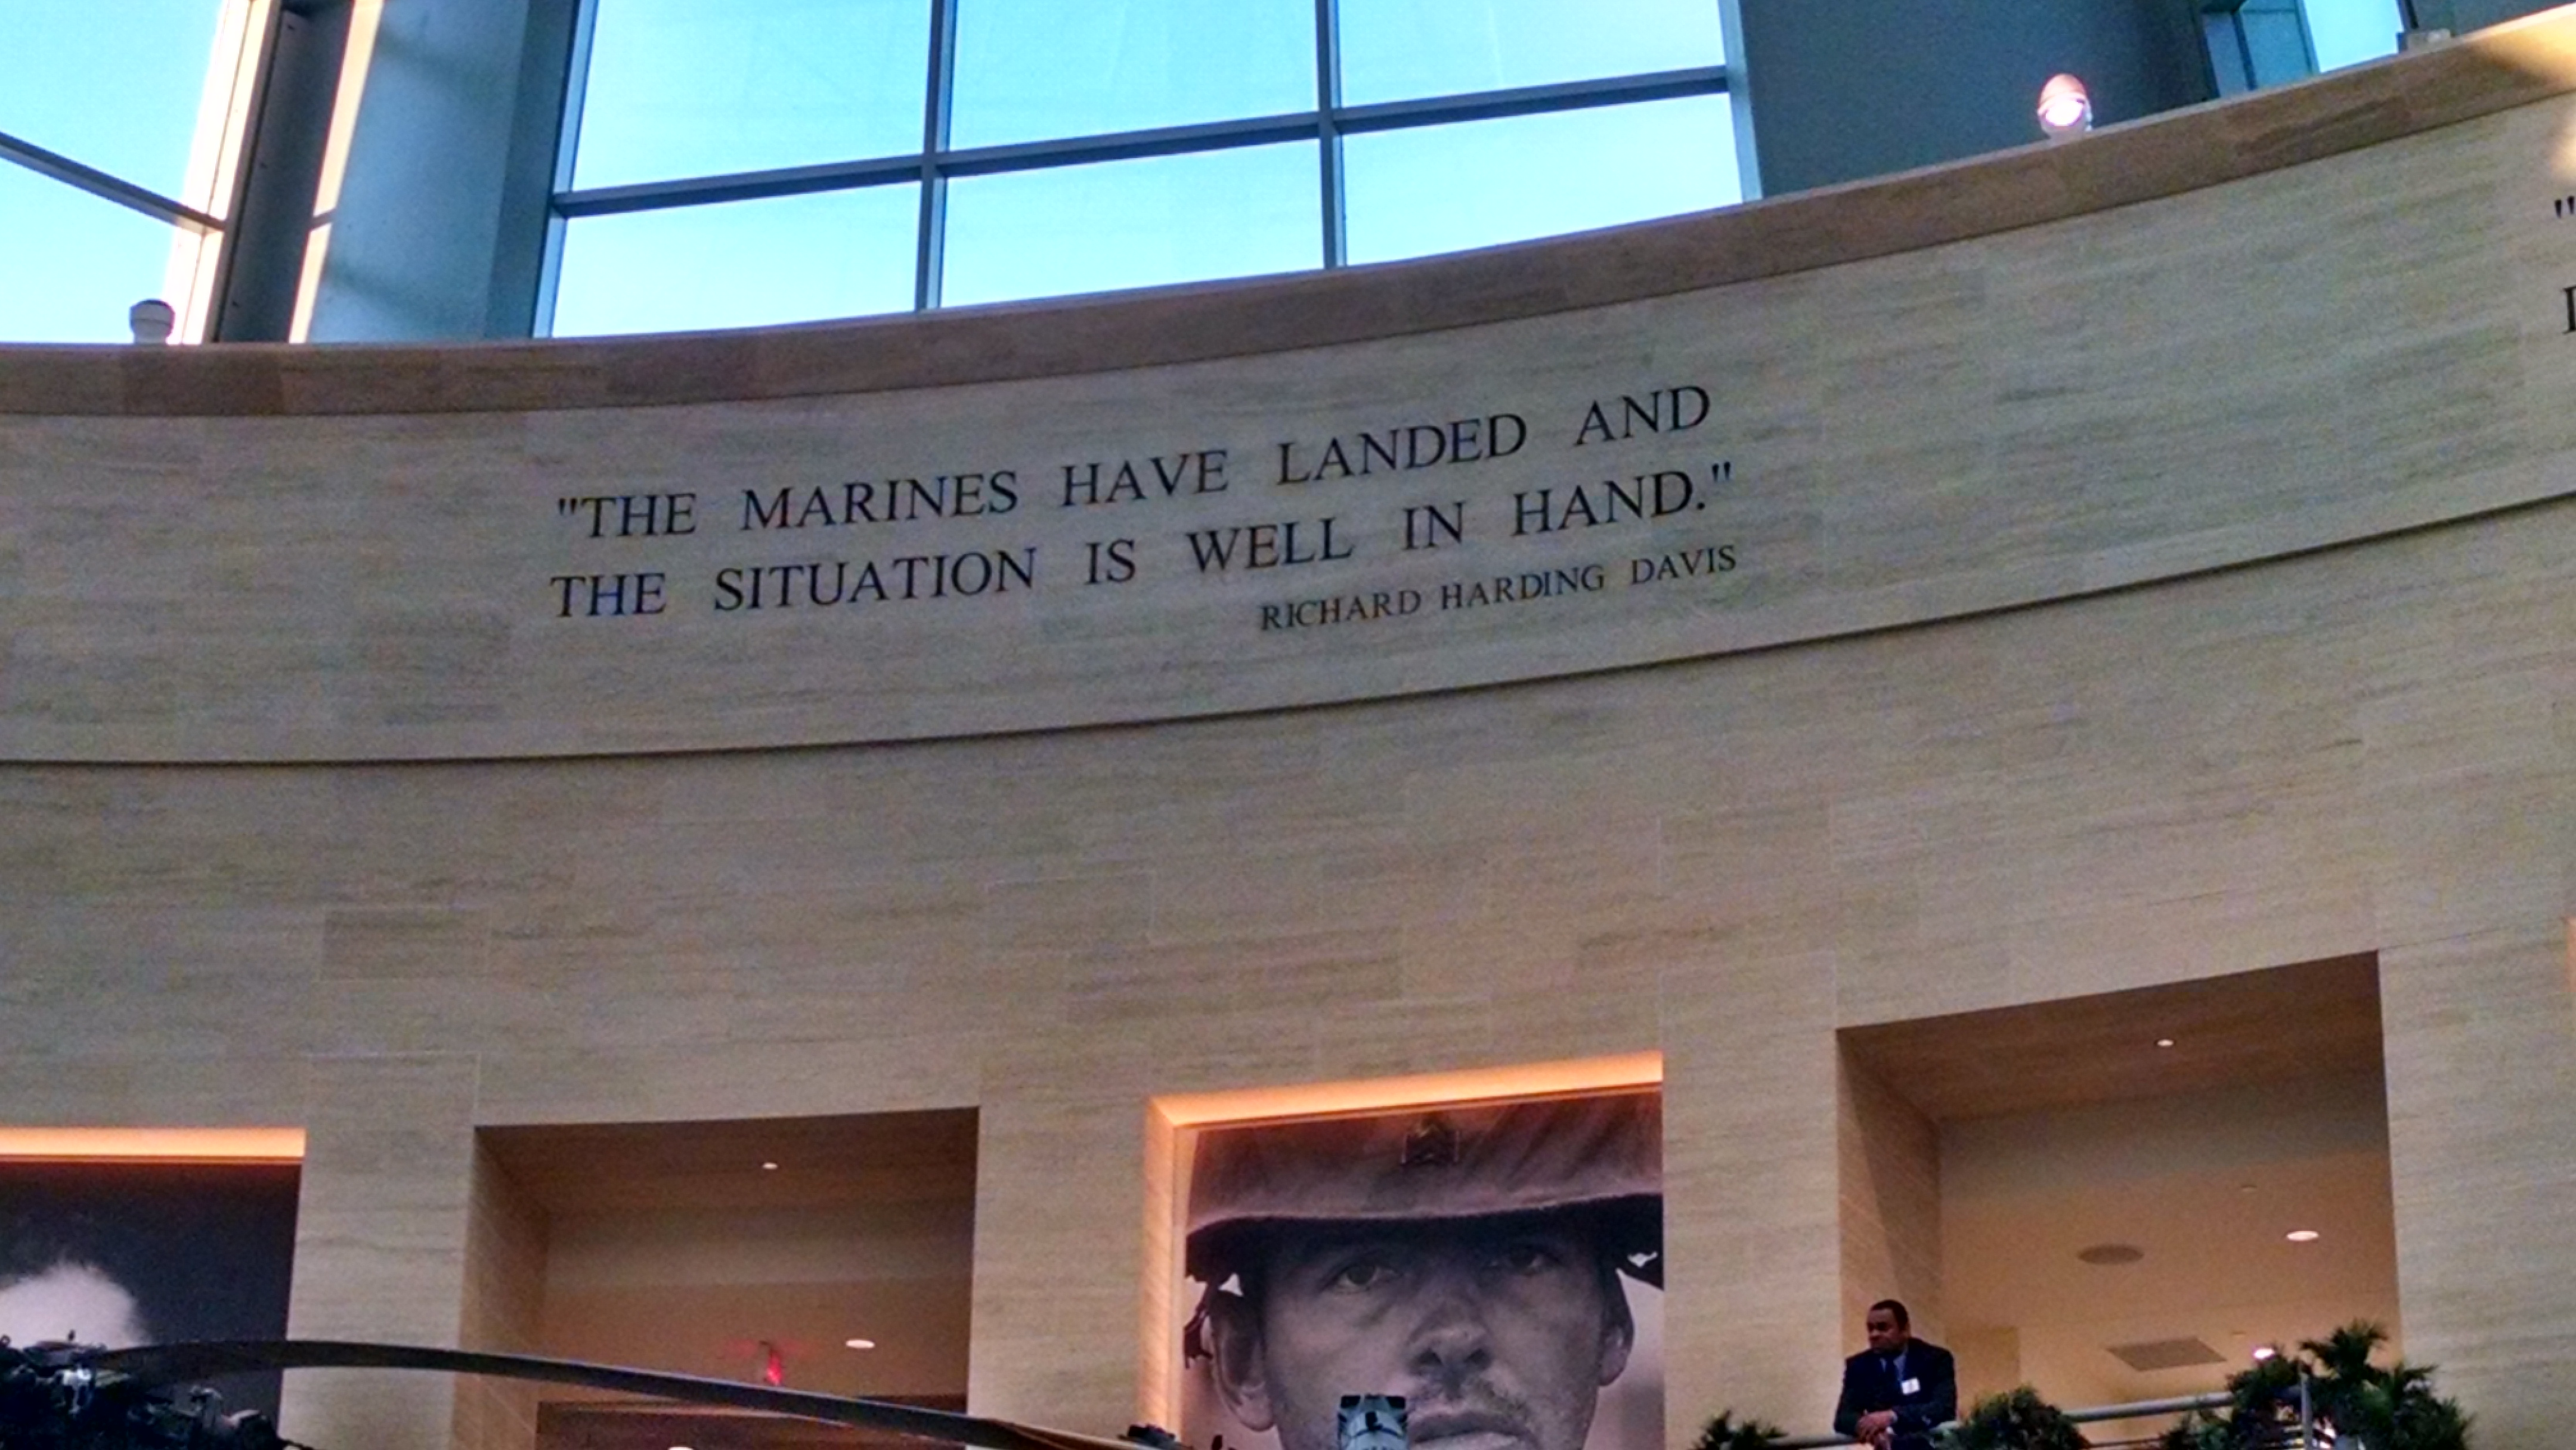 "THE MARINES HAVE LANDED AND
THE SITUATION IS WELL IN HAND."
RICHARD HARDING DAVIS